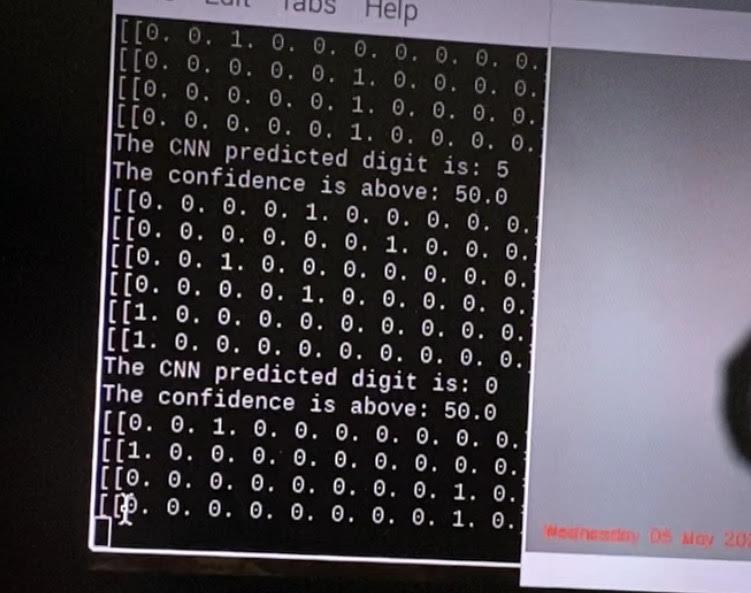 Edit Tabs Help
[[0. 0. 1. 0. 0. 0. 0. 0. 0. 0.
[[0. 0. 0. 0. 0. 1. 0. 0. 0. 0.
[[0. 0. 0. 0. 0. 1. 0. 0. 0. 0.
[[0. 0. 0. 0. 0. 1. 0. 0. 0. 0.
The CNN predicted digit is: 5
The confidence is above: 50.0
[[0. 0. 0. 0. 1. 0. 0. 0. 0. 0.
[[0. 0. 0. 0. 0. 0. 1. 0. 0. 0.
[[0. 0. 1. 0. 0. 0. 0. 0. 0. 0.
[[0. 0. 0. 0. 1. 0. 0. 0. 0. 0.
[[1. 0. 0. 0. 0. 0. 0. 0. 0. 0.
[[1. 0. 0. 0. 0. 0. 0. 0. 0. 0.
The CNN predicted digit is: 0
The confidence is above: 50.0
[[0. 0. 1. 0. 0. 0. 0. 0. 0. 0.
[[1. 0. 0. 0. 0. 0. 0. 0. 0. 0.
[[0. 0. 0. 0. 0. 0. 0. 0. 1. 0.
[[0. 0. 0. 0. 0. 0. 0. 0. 1. 0.
Wednesday 05 May 202